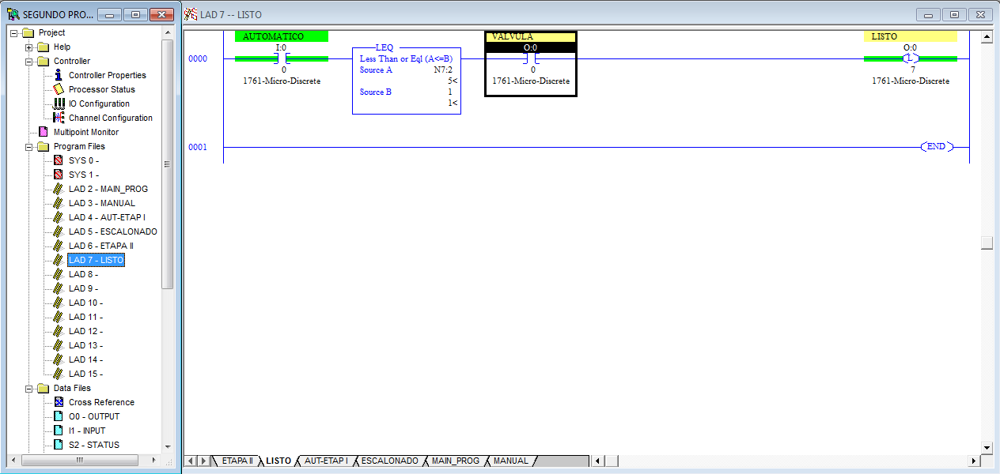 SEGUNDO PRO...
Project
Help
Controller
Controller Properties
Processor Status
IO Configuration
Channel Configuration
Multipoint Monitor
Program Files
SYS 0 -
SYS 1 -
LAD 2 - MAIN_PROG
LAD 3 - MANUAL
LAD 4 - AUT-ETAP I
LAD 5 - ESCALONADO
LAD 6 - ETAPA II
LAD 7 - LISTO
LAD 8 -
LAD 9 -
LAD 10 -
LAD 11 -
LAD 12 -
LAD 13 -
LAD 14 -
LAD 15 -
Data Files
Cross Reference
O0 - OUTPUT
I1 - INPUT
S2 - STATUS
LAD 7 -- LISTO
0000
AUTOMATICO
I:0
0
1761-Micro-Discrete
LEQ
Less Than or Eql (A<=B)
Source A N7:2
5<
Source B 1
1<
VALVULA
O:0
0
1761-Micro-Discrete
LISTO
O:0
L
7
1761-Micro-Discrete
0001
END
ETAPA II LISTO AUT-ETAP I ESCALONADO MAIN_PROG MANUAL